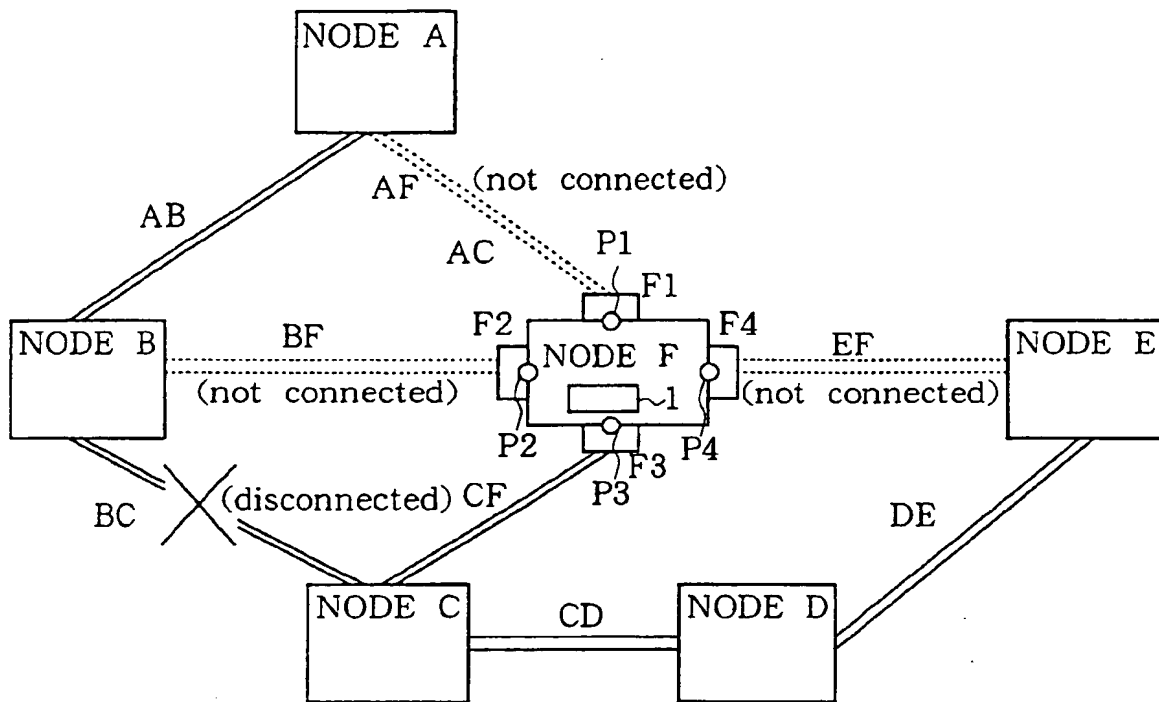 NODE A
AF
(not connected)
AB
AC
P1
F1
F2
F4
NODE B
BF
NODE F
EF
NODE E
(not connected)
1
(not connected)
P2
F3
P4
P3
BC
(disconnected)
CF
DE
NODE C
CD
NODE D